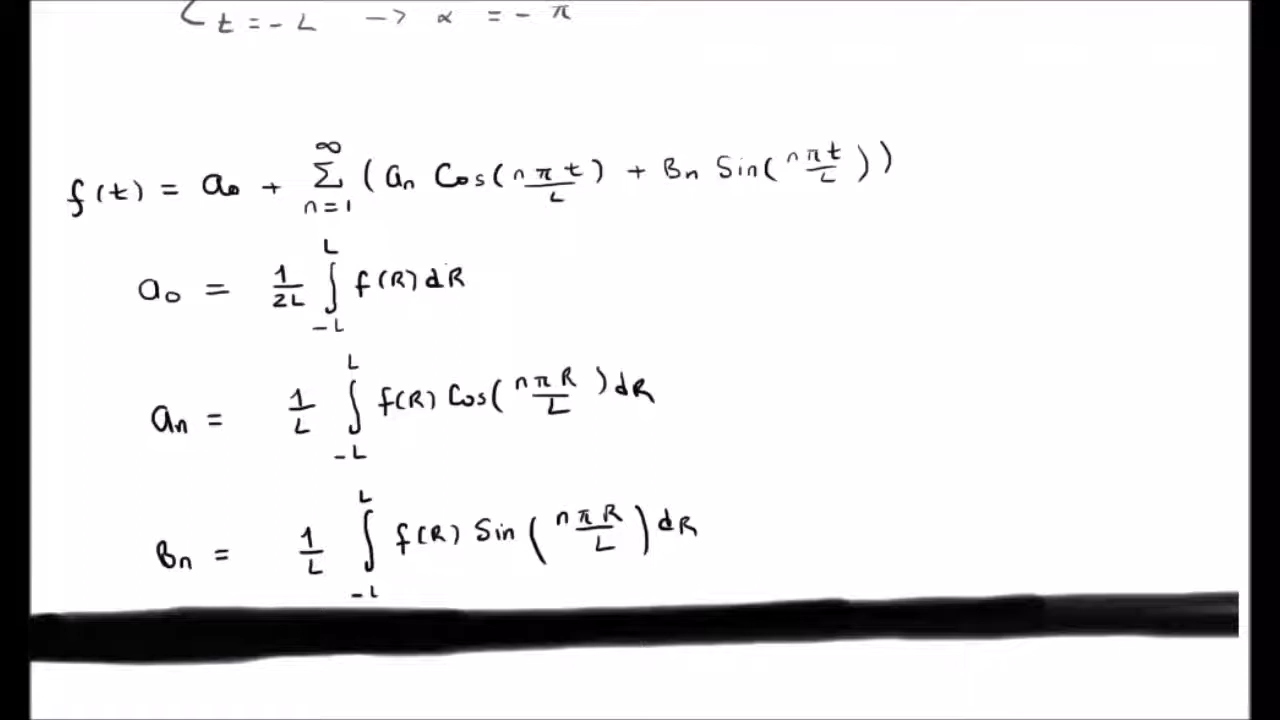 t = - L → α = - π
f(t) = a₀ + ∑_{n=1}^{∞} (aₙ Cos(nπt/L) + Bₙ Sin(nπt/L))
a₀ = 1/2L ∫_{-L}^{L} f(R) dR
aₙ = 1/L ∫_{-L}^{L} f(R) Cos(nπR/L) dR
Bₙ = 1/L ∫_{-L}^{L} f(R) Sin(nπR/L) dR